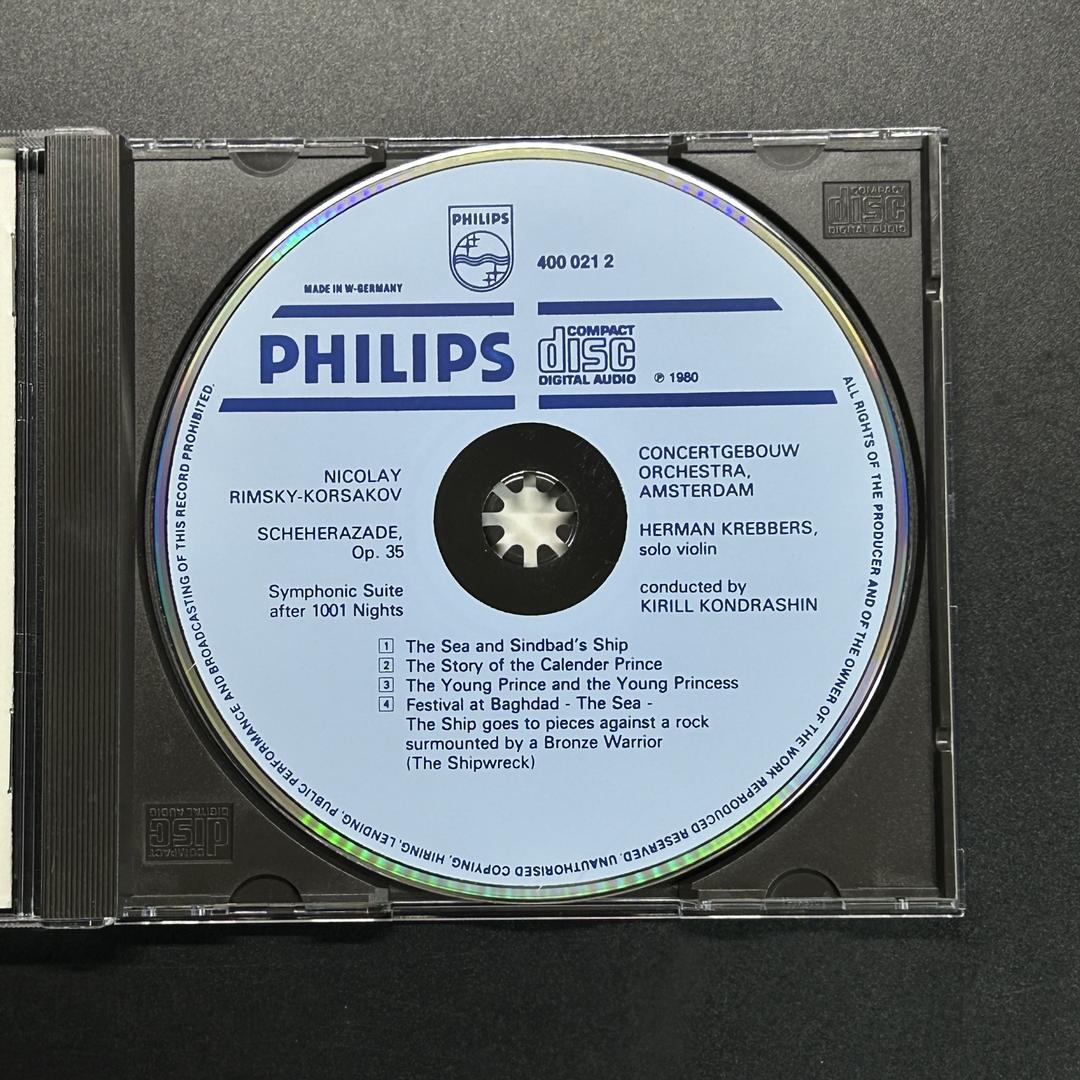 PHILIPS
400 021 2
MADE IN W-GERMANY
PHILIPS
COMPACT
disc
DIGITAL AUDIO
℗ 1980
NICOLAY
RIMSKY-KORSAKOV
SCHEHERAZADE,
Op. 35
Symphonic Suite
after 1001 Nights
CONCERTGEBOUW
ORCHESTRA,
AMSTERDAM
HERMAN KREBBERS,
solo violin
conducted by
KIRILL KONDRASHIN
1 The Sea and Sindbad's Ship
2 The Story of the Calender Prince
3 The Young Prince and the Young Princess
4 Festival at Baghdad - The Sea -
The Ship goes to pieces against a rock
surmounted by a Bronze Warrior
(The Shipwreck)
ALL RIGHTS OF THE PRODUCER AND OF THE OWNER OF THE WORK REPRODUCED RESERVED. UNAUTHORISED COPYING, HIRING, LENDING, PUBLIC PERFORMANCE AND BROADCASTING OF THIS RECORD PROHIBITED.
COMPACT
disc
DIGITAL AUDIO
COMPACT
disc
DIGITAL AUDIO